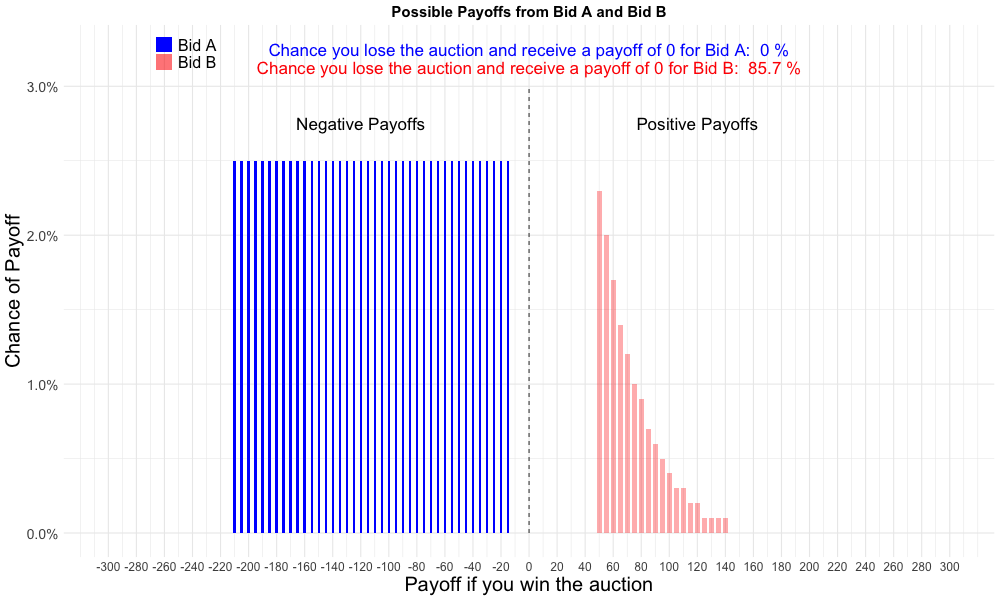 Possible Payoffs from Bid A and Bid B
Bid A
Bid B
Chance you lose the auction and receive a payoff of 0 for Bid A:  0 %
Chance you lose the auction and receive a payoff of 0 for Bid B:  85.7 %
Negative Payoffs
Positive Payoffs
Chance of Payoff
3.0%
2.0%
1.0%
0.0%
-300 -280 -260 -240 -220 -200 -180 -160 -140 -120 -100 -80 -60 -40 -20 0 20 40 60 80 100 120 140 160 180 200 220 240 260 280 300
Payoff if you win the auction